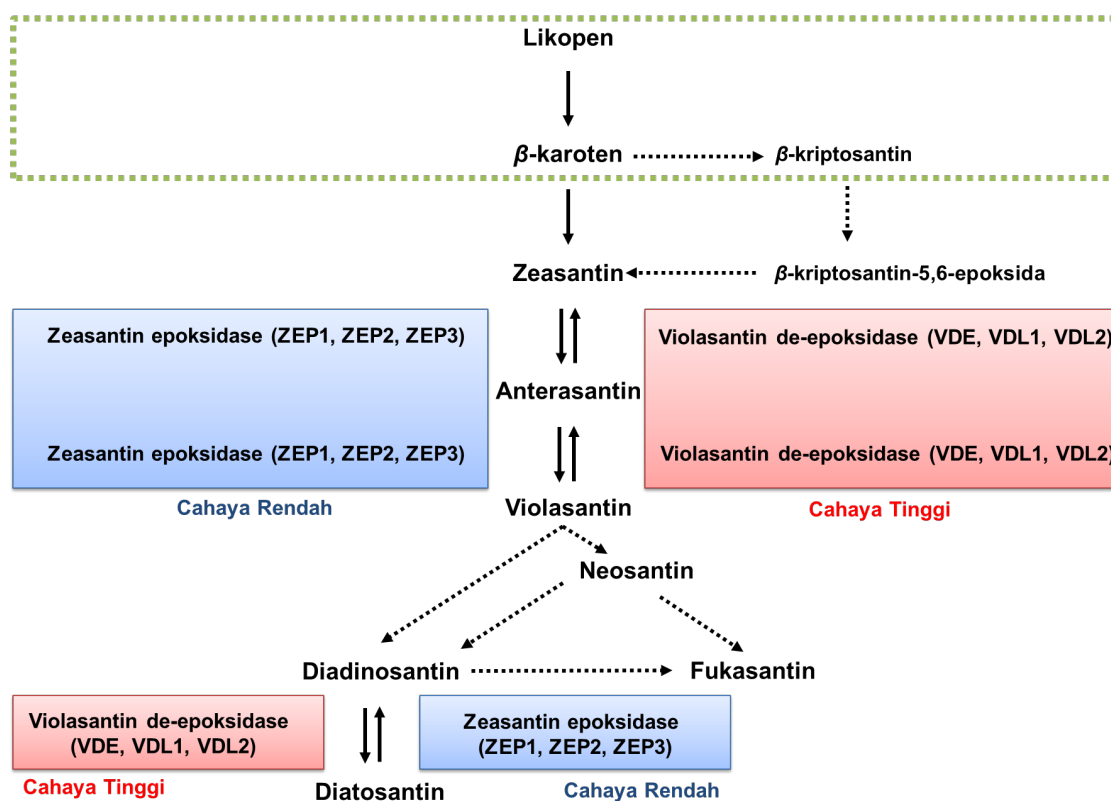 Likopen
β-karoten
β-kriptosantin
Zeasantin
β-kriptosantin-5,6-epoksida
Zeasantin epoksidase (ZEP1, ZEP2, ZEP3)
Violasantin de-epoksidase (VDE, VDL1, VDL2)
Anterasantin
Zeasantin epoksidase (ZEP1, ZEP2, ZEP3)
Violasantin de-epoksidase (VDE, VDL1, VDL2)
Cahaya Rendah
Violasantin
Cahaya Tinggi
Neosantin
Diadinosantin
Fukasantin
Violasantin de-epoksidase
(VDE, VDL1, VDL2)
Zeasantin epoksidase
(ZEP1, ZEP2, ZEP3)
Cahaya Tinggi
Diatosantin
Cahaya Rendah